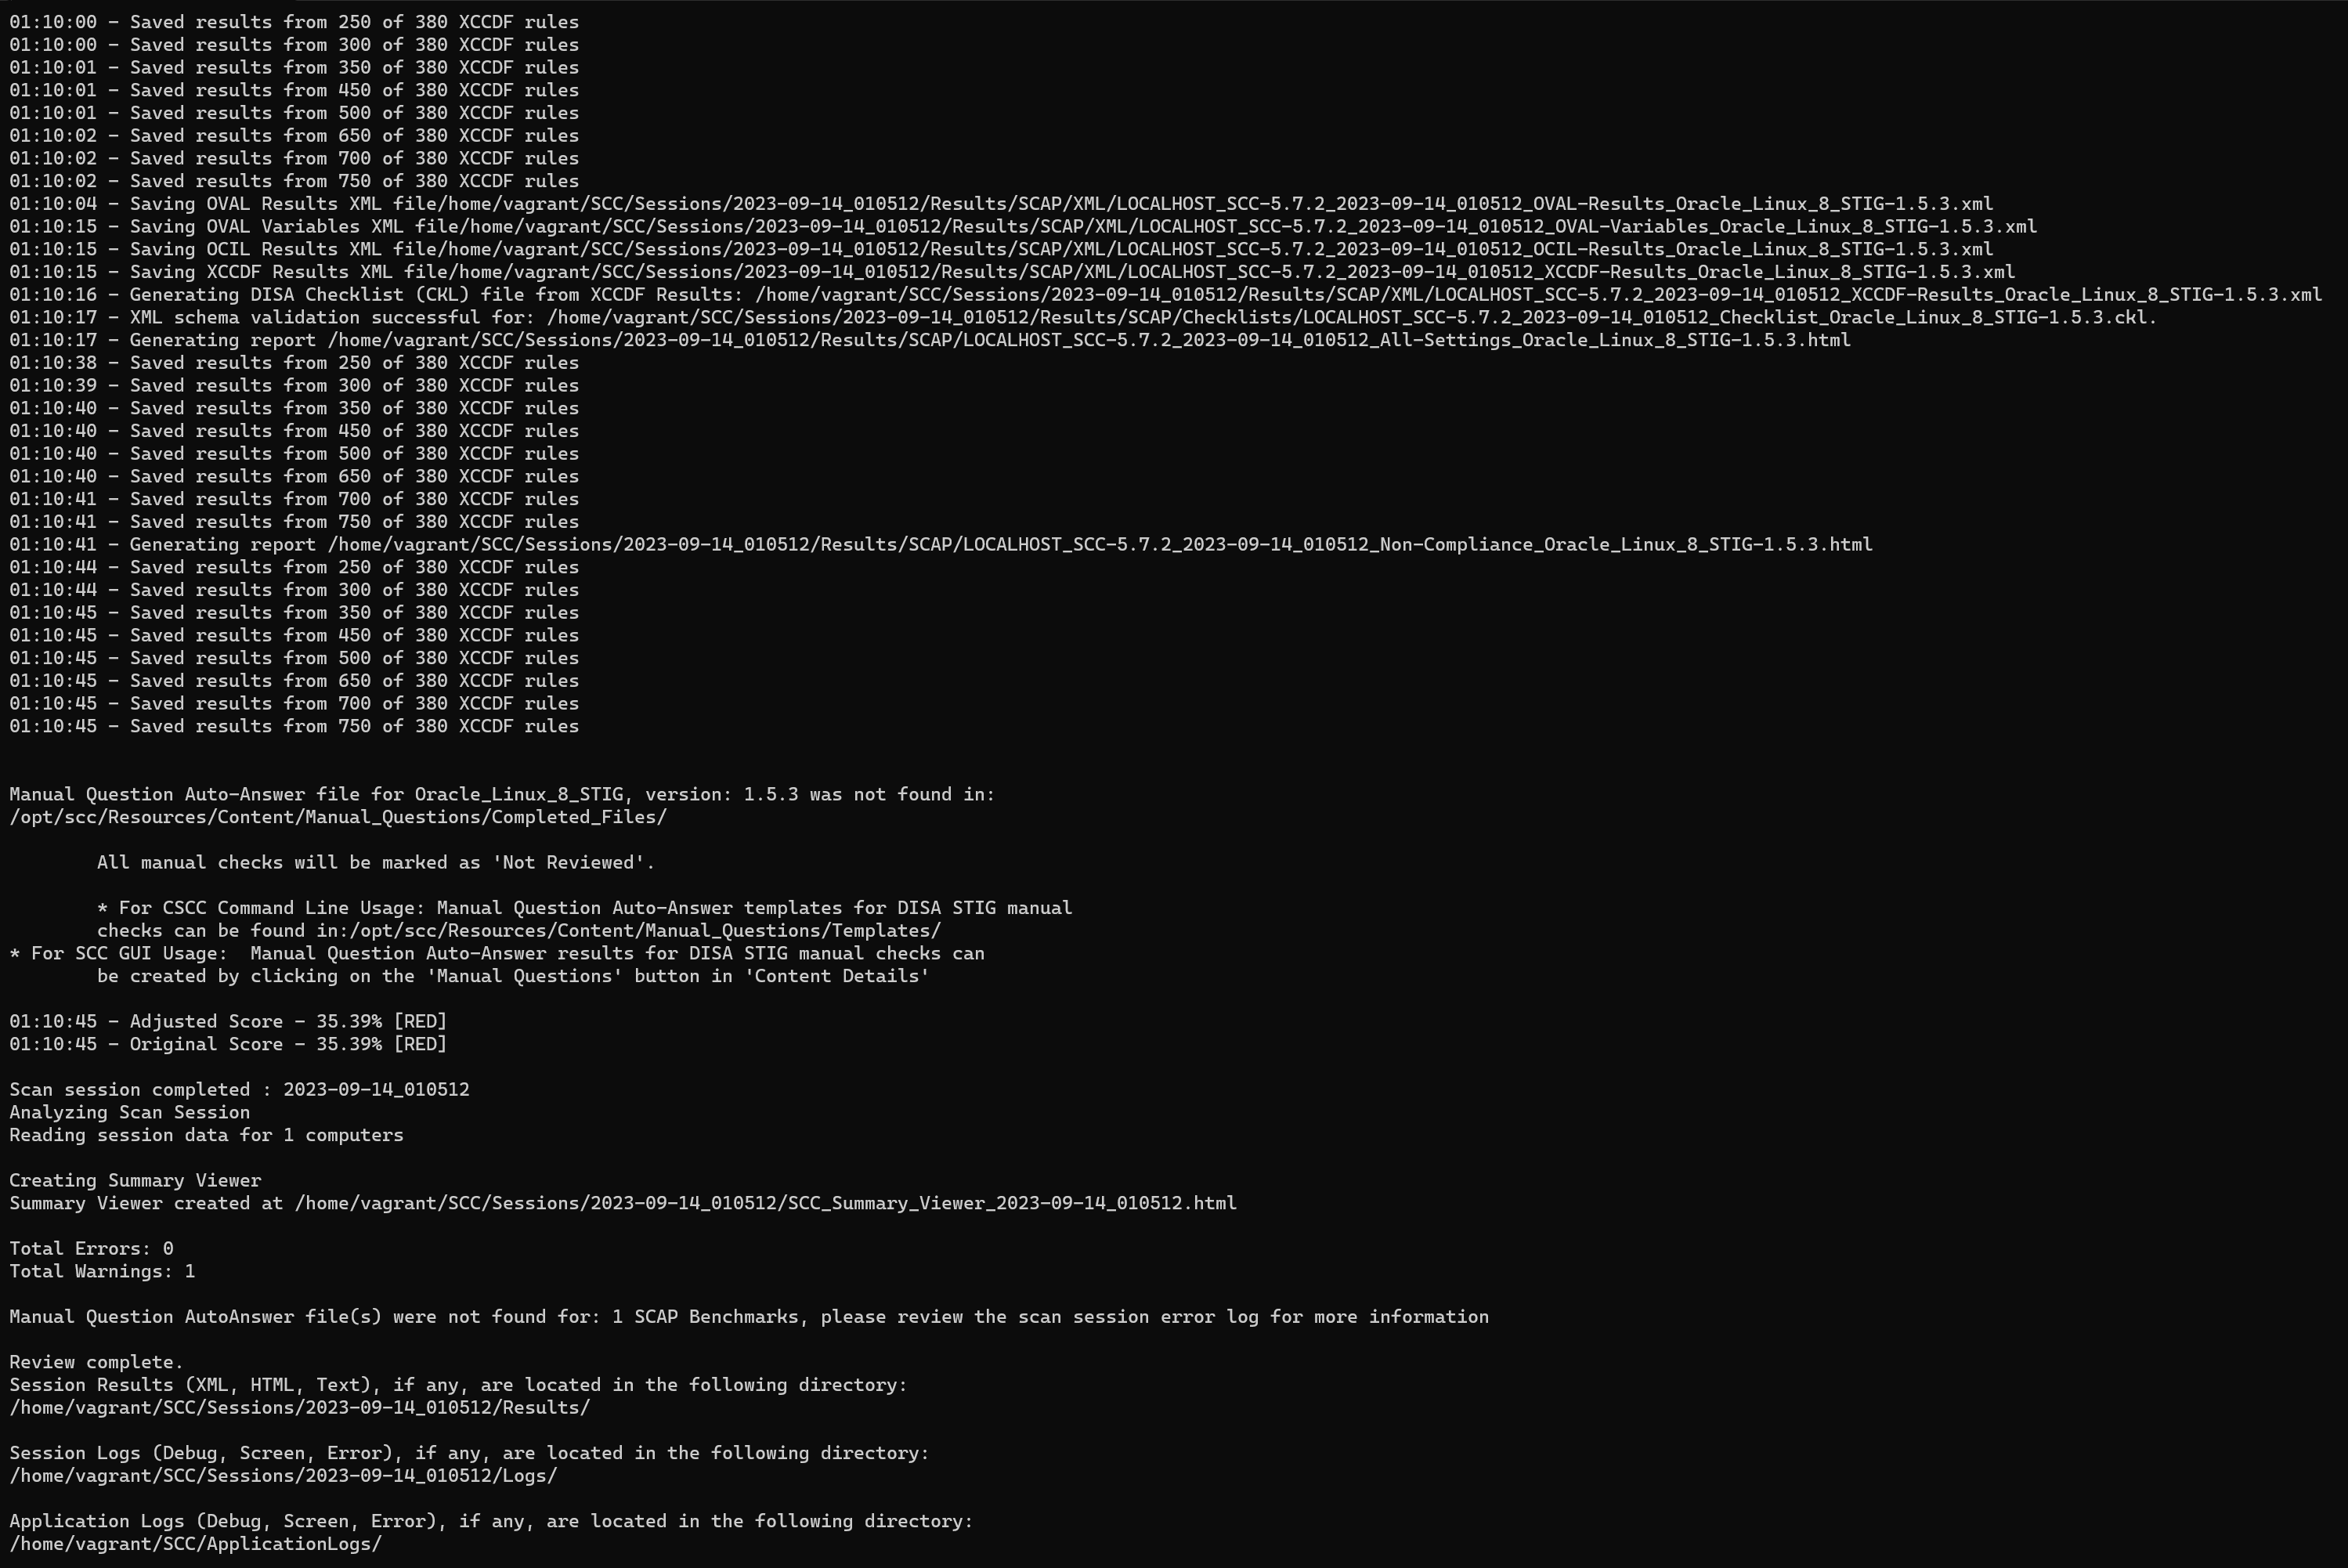 01:10:00 - Saved results from 250 of 380 XCCDF rules
01:10:00 - Saved results from 300 of 380 XCCDF rules
01:10:01 - Saved results from 350 of 380 XCCDF rules
01:10:01 - Saved results from 450 of 380 XCCDF rules
01:10:01 - Saved results from 500 of 380 XCCDF rules
01:10:02 - Saved results from 650 of 380 XCCDF rules
01:10:02 - Saved results from 700 of 380 XCCDF rules
01:10:02 - Saved results from 750 of 380 XCCDF rules
01:10:04 - Saving OVAL Results XML file/home/vagrant/SCC/Sessions/2023-09-14_010512/Results/SCAP/XML/LOCALHOST_SCC-5.7.2_2023-09-14_010512_OVAL-Results_Oracle_Linux_8_STIG-1.5.3.xml
01:10:15 - Saving OVAL Variables XML file/home/vagrant/SCC/Sessions/2023-09-14_010512/Results/SCAP/XML/LOCALHOST_SCC-5.7.2_2023-09-14_010512_OVAL-Variables_Oracle_Linux_8_STIG-1.5.3.xml
01:10:15 - Saving OCIL Results XML file/home/vagrant/SCC/Sessions/2023-09-14_010512/Results/SCAP/XML/LOCALHOST_SCC-5.7.2_2023-09-14_010512_OCIL-Results_Oracle_Linux_8_STIG-1.5.3.xml
01:10:15 - Saving XCCDF Results XML file/home/vagrant/SCC/Sessions/2023-09-14_010512/Results/SCAP/XML/LOCALHOST_SCC-5.7.2_2023-09-14_010512_XCCDF-Results_Oracle_Linux_8_STIG-1.5.3.xml
01:10:16 - Generating DISA Checklist (CKL) file from XCCDF Results: /home/vagrant/SCC/Sessions/2023-09-14_010512/Results/SCAP/XML/LOCALHOST_SCC-5.7.2_2023-09-14_010512_XCCDF-Results_Oracle_Linux_8_STIG-1.5.3.xml
01:10:17 - XML schema validation successful for: /home/vagrant/SCC/Sessions/2023-09-14_010512/Results/SCAP/Checklists/LOCALHOST_SCC-5.7.2_2023-09-14_010512_Checklist_Oracle_Linux_8_STIG-1.5.3.ckl.
01:10:17 - Generating report /home/vagrant/SCC/Sessions/2023-09-14_010512/Results/SCAP/LOCALHOST_SCC-5.7.2_2023-09-14_010512_All-Settings_Oracle_Linux_8_STIG-1.5.3.html
01:10:38 - Saved results from 250 of 380 XCCDF rules
01:10:39 - Saved results from 300 of 380 XCCDF rules
01:10:40 - Saved results from 350 of 380 XCCDF rules
01:10:40 - Saved results from 450 of 380 XCCDF rules
01:10:40 - Saved results from 500 of 380 XCCDF rules
01:10:40 - Saved results from 650 of 380 XCCDF rules
01:10:41 - Saved results from 700 of 380 XCCDF rules
01:10:41 - Saved results from 750 of 380 XCCDF rules
01:10:41 - Generating report /home/vagrant/SCC/Sessions/2023-09-14_010512/Results/SCAP/LOCALHOST_SCC-5.7.2_2023-09-14_010512_Non-Compliance_Oracle_Linux_8_STIG-1.5.3.html
01:10:44 - Saved results from 250 of 380 XCCDF rules
01:10:44 - Saved results from 300 of 380 XCCDF rules
01:10:45 - Saved results from 350 of 380 XCCDF rules
01:10:45 - Saved results from 450 of 380 XCCDF rules
01:10:45 - Saved results from 500 of 380 XCCDF rules
01:10:45 - Saved results from 650 of 380 XCCDF rules
01:10:45 - Saved results from 700 of 380 XCCDF rules
01:10:45 - Saved results from 750 of 380 XCCDF rules
Manual Question Auto-Answer file for Oracle_Linux_8_STIG, version: 1.5.3 was not found in:
/opt/scc/Resources/Content/Manual_Questions/Completed_Files/
All manual checks will be marked as 'Not Reviewed'.
* For CSCC Command Line Usage: Manual Question Auto-Answer templates for DISA STIG manual
checks can be found in:/opt/scc/Resources/Content/Manual_Questions/Templates/
* For SCC GUI Usage:  Manual Question Auto-Answer results for DISA STIG manual checks can
be created by clicking on the 'Manual Questions' button in 'Content Details'
01:10:45 - Adjusted Score - 35.39% [RED]
01:10:45 - Original Score - 35.39% [RED]
Scan session completed : 2023-09-14_010512
Analyzing Scan Session
Reading session data for 1 computers
Creating Summary Viewer
Summary Viewer created at /home/vagrant/SCC/Sessions/2023-09-14_010512/SCC_Summary_Viewer_2023-09-14_010512.html
Total Errors: 0
Total Warnings: 1
Manual Question AutoAnswer file(s) were not found for: 1 SCAP Benchmarks, please review the scan session error log for more information
Review complete.
Session Results (XML, HTML, Text), if any, are located in the following directory:
/home/vagrant/SCC/Sessions/2023-09-14_010512/Results/
Session Logs (Debug, Screen, Error), if any, are located in the following directory:
/home/vagrant/SCC/Sessions/2023-09-14_010512/Logs/
Application Logs (Debug, Screen, Error), if any, are located in the following directory:
/home/vagrant/SCC/ApplicationLogs/